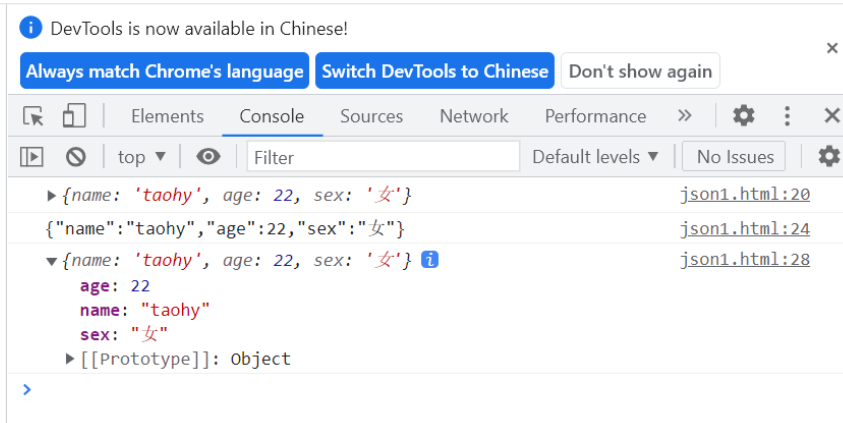 DevTools is now available in Chinese!
Always match Chrome's language Switch DevTools to Chinese Don't show again
Elements Console Sources Network Performance
top Filter Default levels No Issues
{name: 'taohy', age: 22, sex: '女'} json1.html:20
{"name":"taohy","age":22,"sex":"女"} json1.html:24
{name: 'taohy', age: 22, sex: '女'} json1.html:28
age: 22
name: "taohy"
sex: "女"
[[Prototype]]: Object